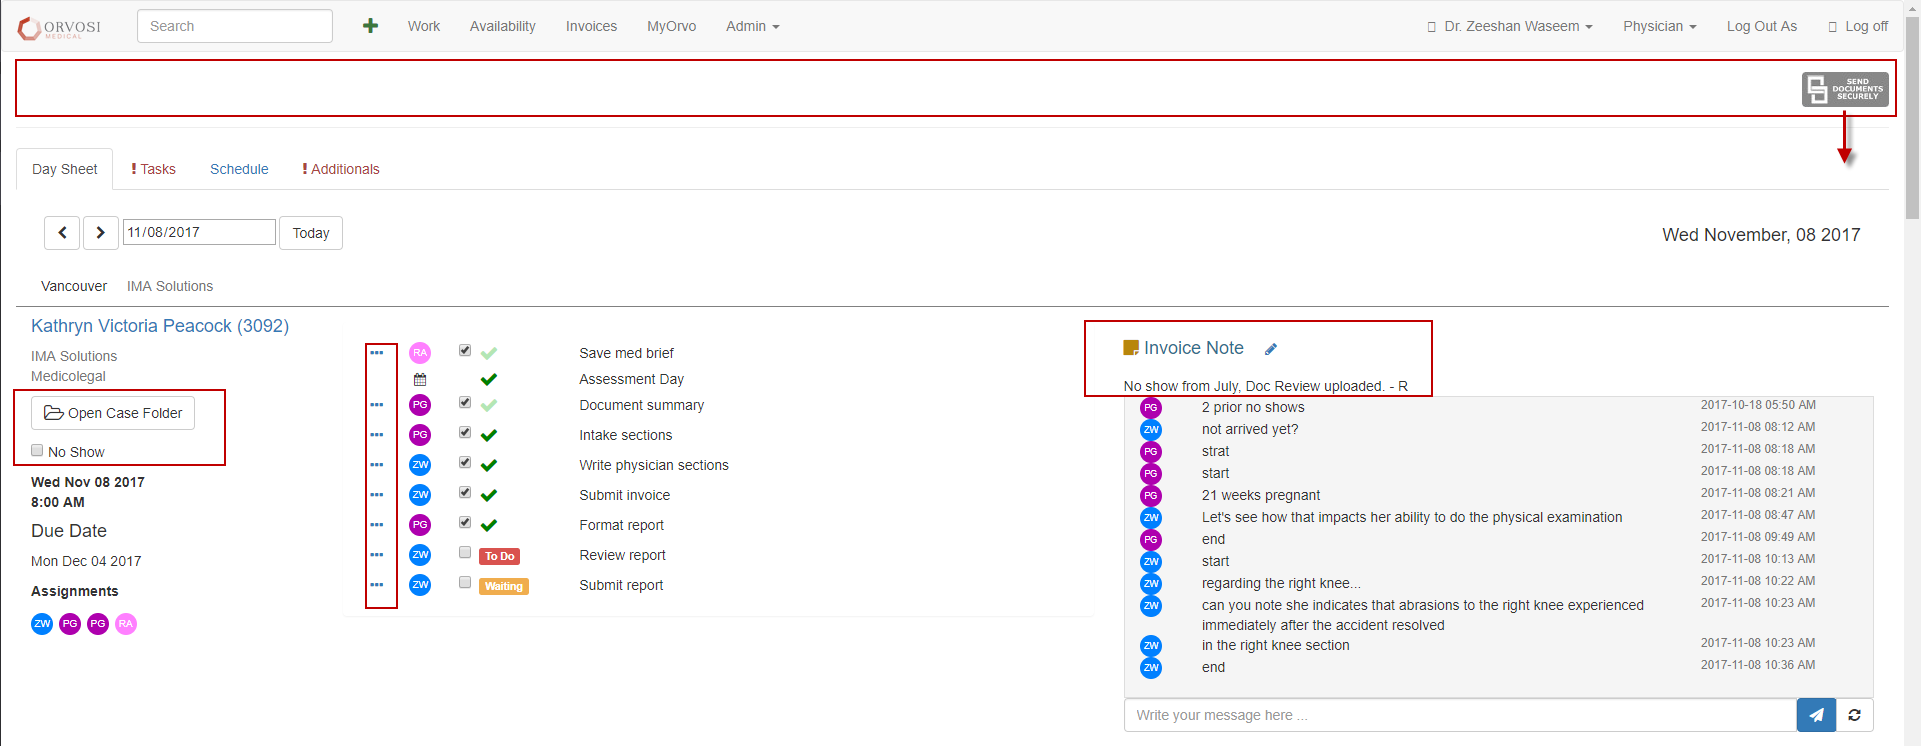 ORVOSI
MEDICAL
Search
Work
Availability
Invoices
MyOrvo
Admin
Dr. Zeeshan Waseem
Physician
Log Out As
Log off
SEND
DOCUMENTS
SECURELY
Day Sheet
! Tasks
Schedule
! Additionals
11/08/2017
Today
Wed November, 08 2017
Vancouver
IMA Solutions
Kathryn Victoria Peacock (3092)
IMA Solutions
Medicolegal
Open Case Folder
No Show
Wed Nov 08 2017
8:00 AM
Due Date
Mon Dec 04 2017
Assignments
ZW PG PG RA
RA Save med brief
Assessment Day
PG Document summary
PG Intake sections
ZW Write physician sections
ZW Submit invoice
PG Format report
ZW To Do Review report
ZW Waiting Submit report
Invoice Note
No show from July, Doc Review uploaded. - R
PG 2 prior no shows 2017-10-18 05:50 AM
ZW not arrived yet? 2017-11-08 08:12 AM
PG strat 2017-11-08 08:18 AM
PG start 2017-11-08 08:18 AM
PG 21 weeks pregnant 2017-11-08 08:21 AM
ZW Let's see how that impacts her ability to do the physical examination 2017-11-08 08:47 AM
PG end 2017-11-08 09:49 AM
ZW start 2017-11-08 10:13 AM
ZW regarding the right knee... 2017-11-08 10:22 AM
ZW can you note she indicates that abrasions to the right knee experienced 2017-11-08 10:23 AM
immediately after the accident resolved
ZW in the right knee section 2017-11-08 10:23 AM
ZW end 2017-11-08 10:36 AM
Write your message here ...